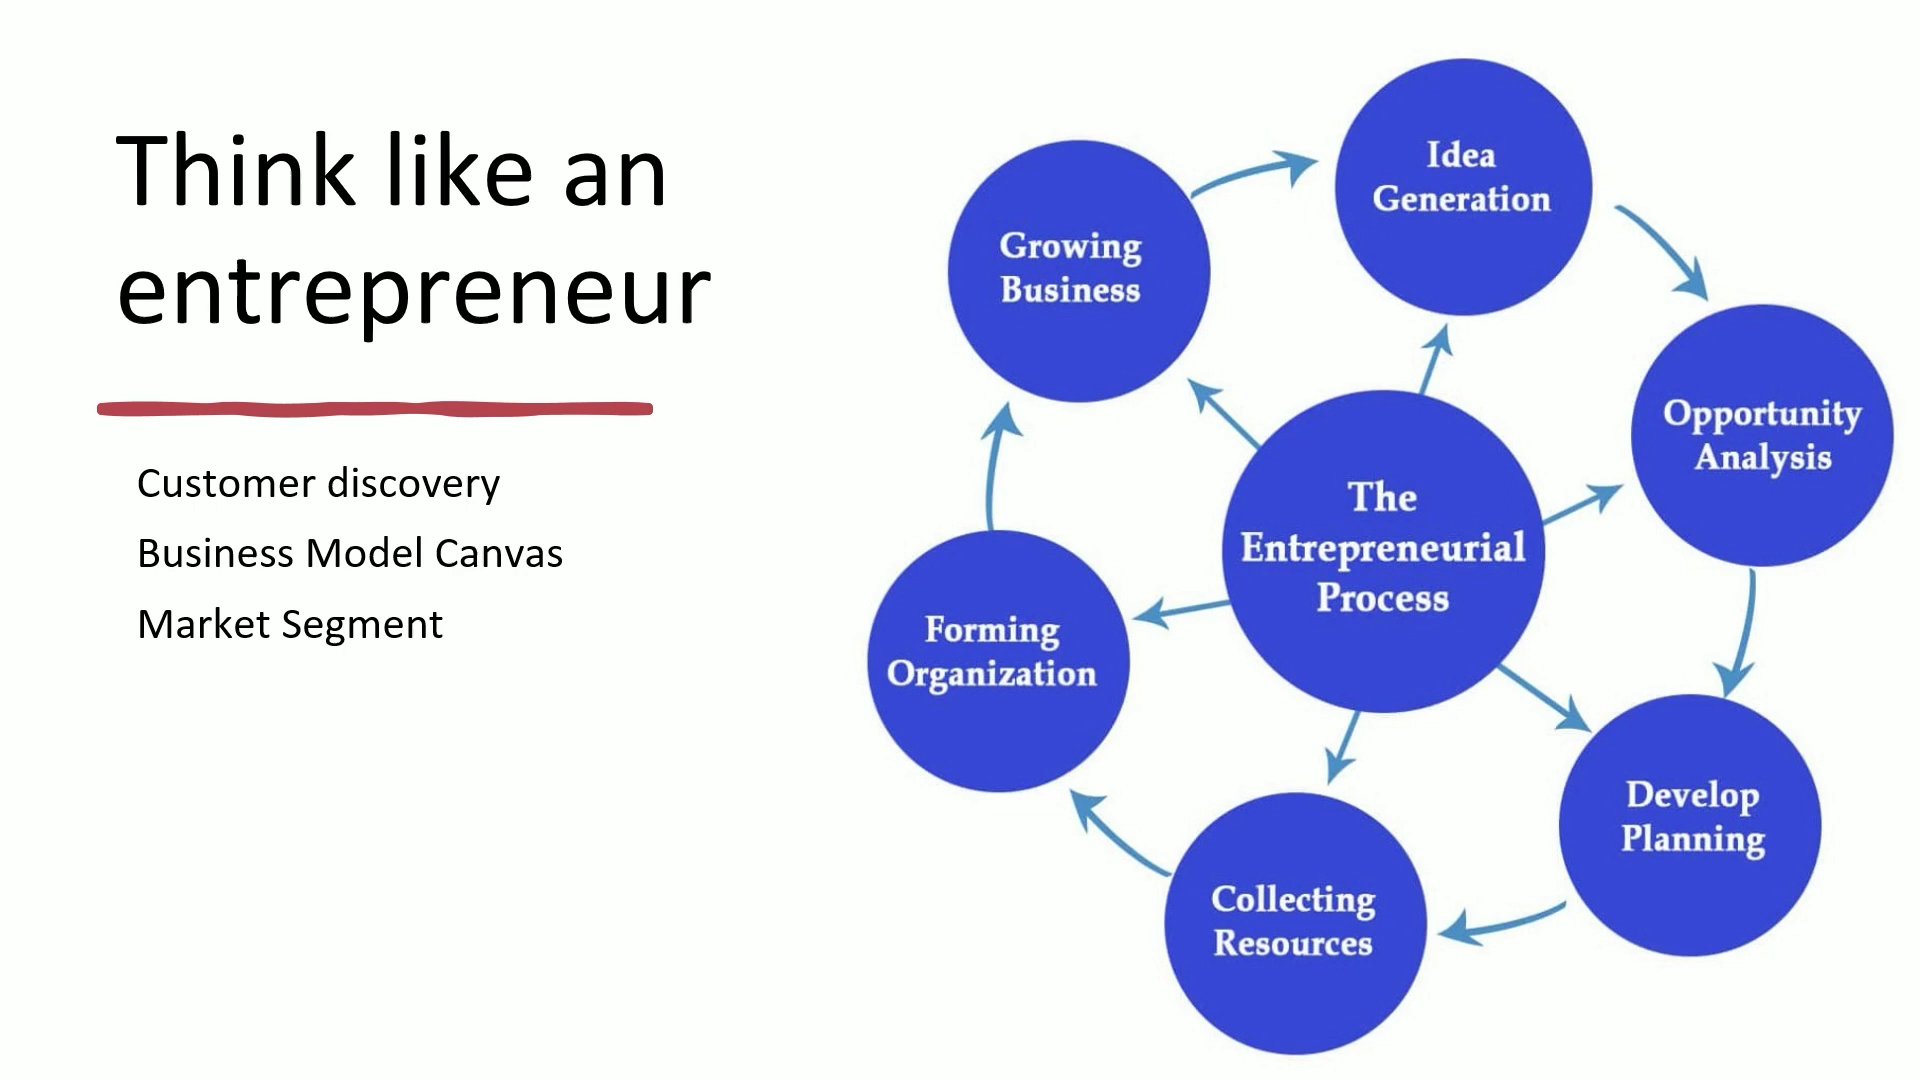 Think like an
entrepreneur
Customer discovery
Business Model Canvas
Market Segment
Idea
Generation
Growing
Business
Opportunity
Analysis
The
Entrepreneurial
Process
Forming
Organization
Develop
Planning
Collecting
Resources